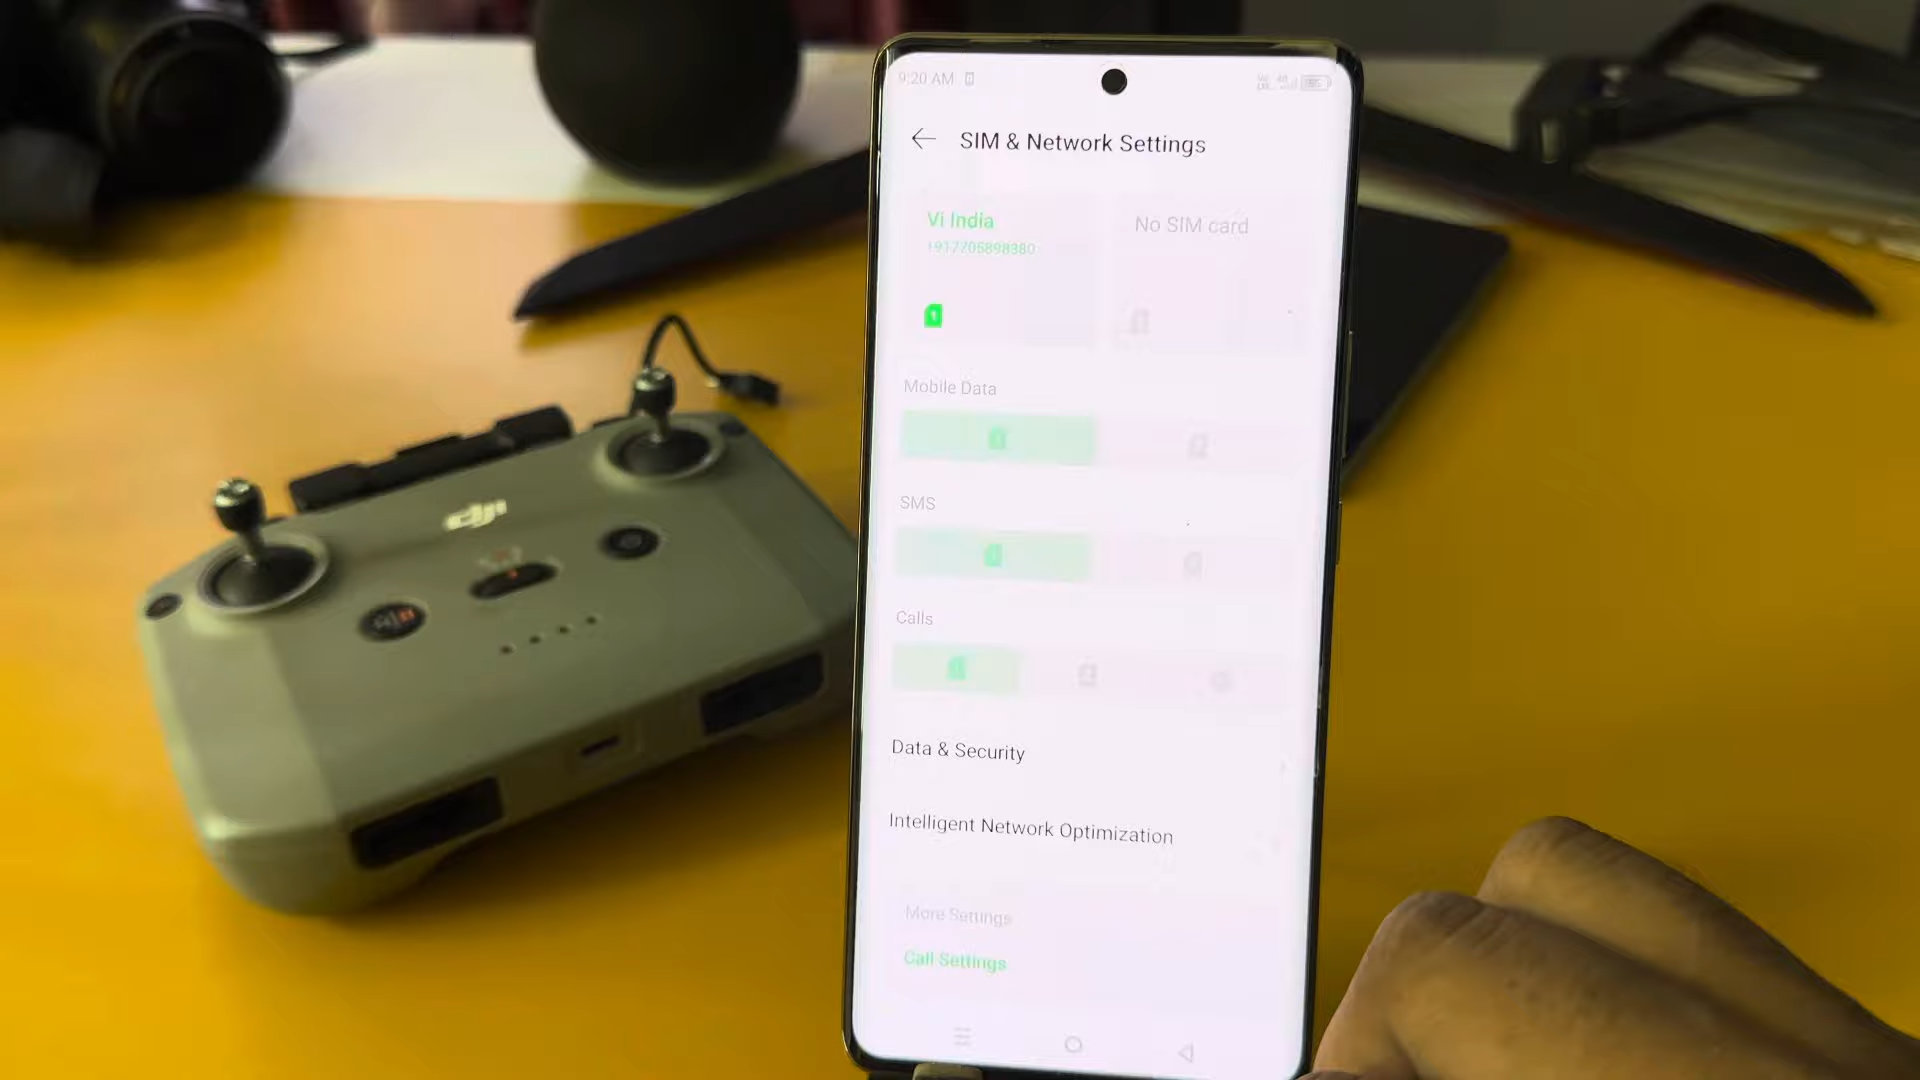 9:20 AM
SIM & Network Settings
Vi India
+917705898380
No SIM card
Mobile Data
SMS
Calls
Data & Security
Intelligent Network Optimization
More Settings
Call Settings
dji